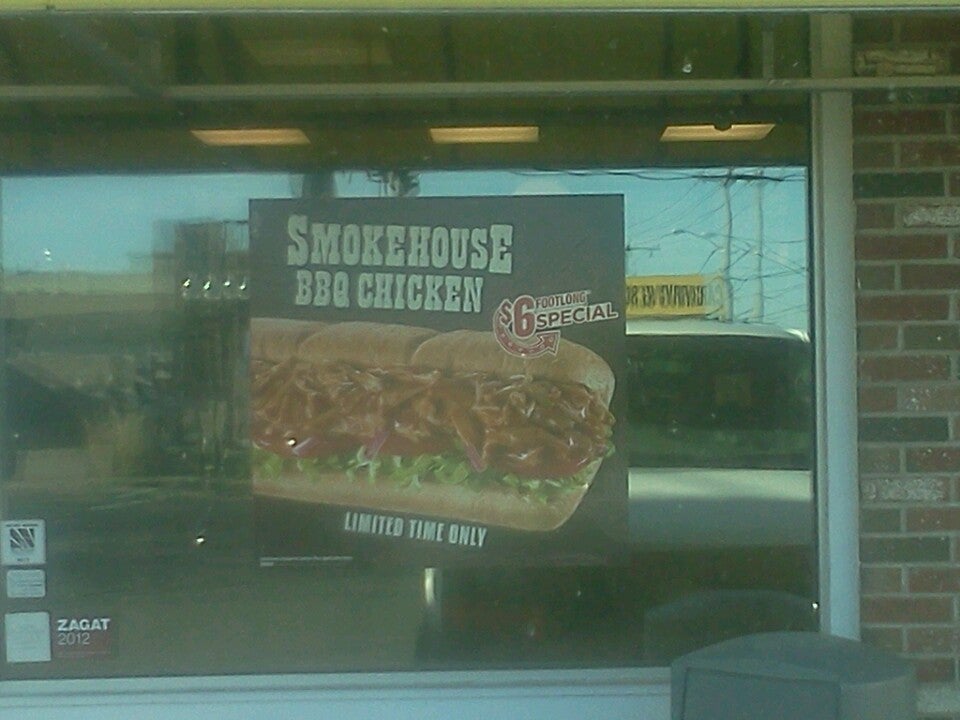 SMOKEHOUSE
BBQ CHICKEN
$6 FOOTLONG
SPECIAL
LIMITED TIME ONLY
ZAGAT
2012